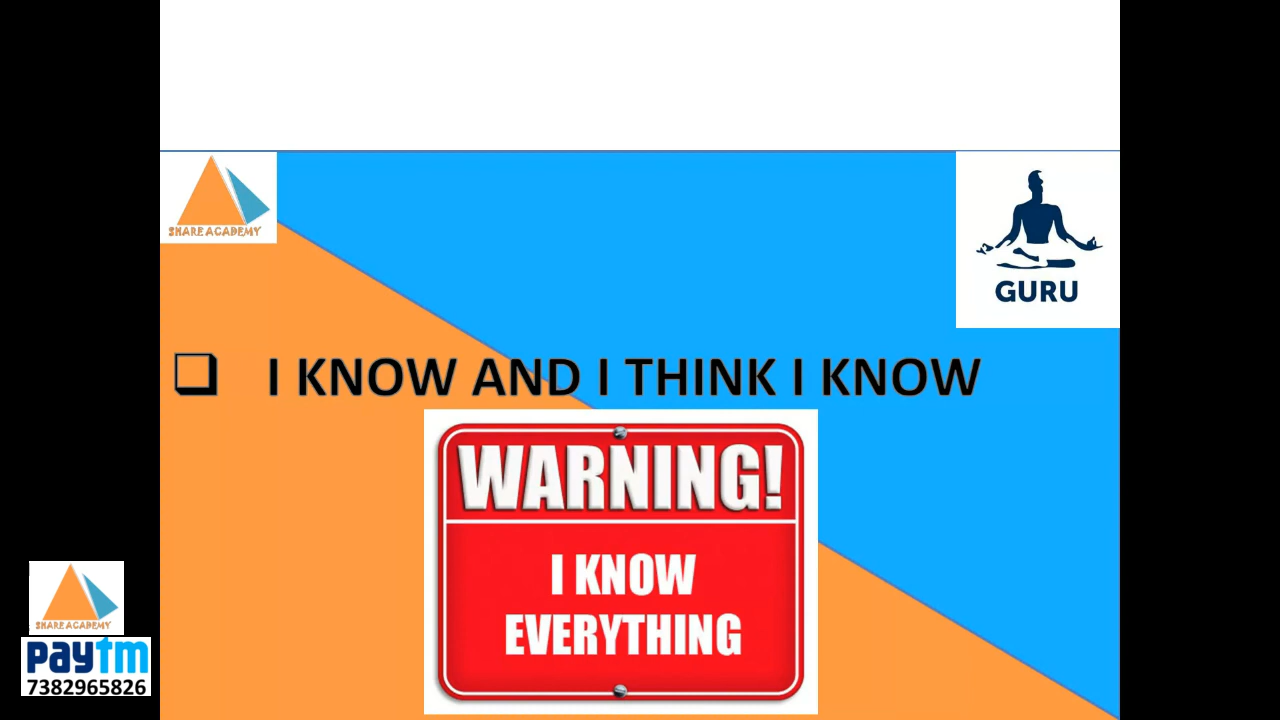 SHARE ACADEMY
GURU
❑ I KNOW AND I THINK I KNOW
WARNING!
I KNOW
EVERYTHING
SHARE ACADEMY
paytm
7382965826